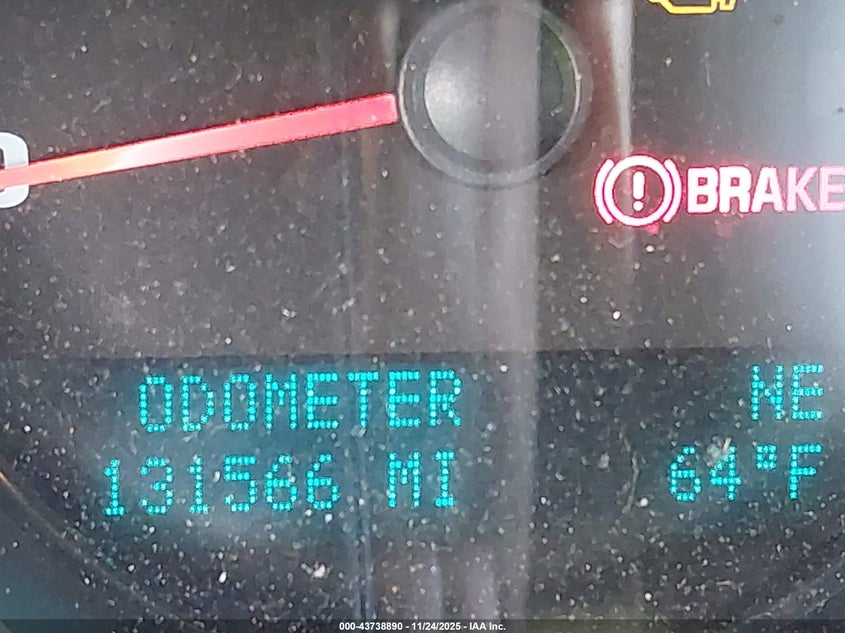 BRAKE
ODOMETER NE
131566 MI 64°F
000-43738890 - 11/24/2025 - IAA Inc.